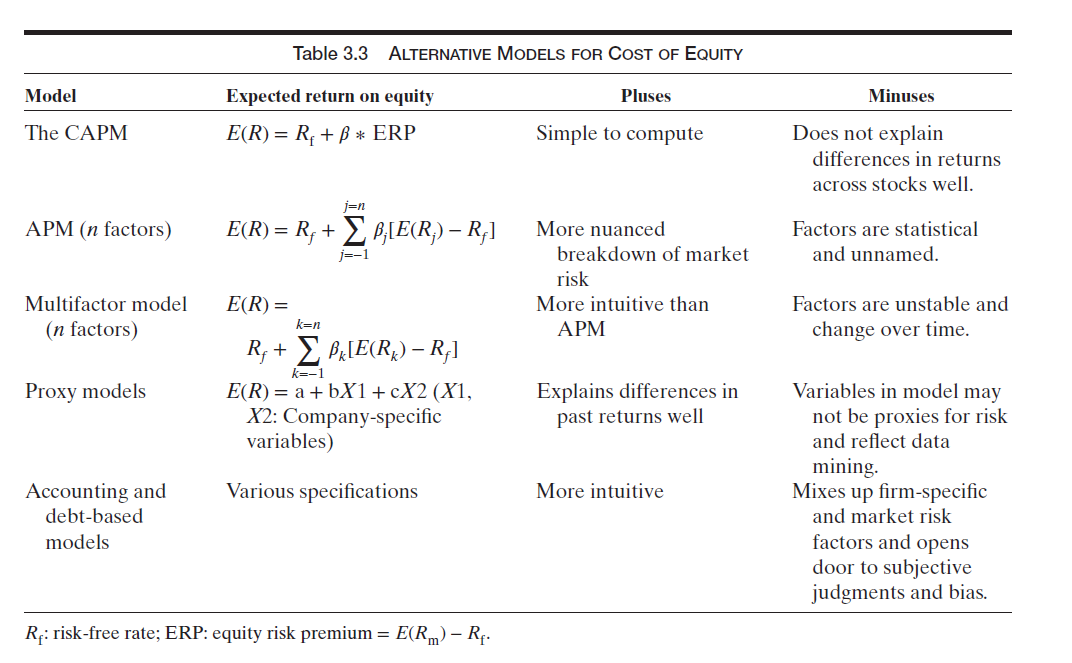 Table 3.3 ALTERNATIVE MODELS FOR COST OF EQUITY
Model Expected return on equity Pluses Minuses
The CAPM E(R) = R_f + β ∗ ERP Simple to compute Does not explain
differences in returns
across stocks well.
j=n
APM (n factors) E(R) = R_f + ∑ β_j[E(R_j) – R_f] More nuanced Factors are statistical
j=–1 breakdown of market and unnamed.
risk
Multifactor model E(R) = More intuitive than Factors are unstable and
(n factors) k=n APM change over time.
R_f + ∑ β_k[E(R_k) – R_f]
k=–1
Proxy models E(R) = a + bX1 + cX2 (X1, Explains differences in Variables in model may
X2: Company-specific past returns well not be proxies for risk
variables) and reflect data
mining.
Accounting and Various specifications More intuitive Mixes up firm-specific
debt-based and market risk
models factors and opens
door to subjective
judgments and bias.
R_f: risk-free rate; ERP: equity risk premium = E(R_m) – R_f.